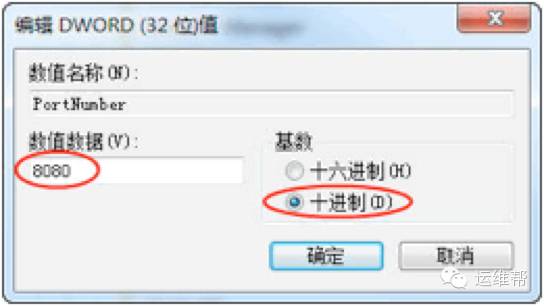 编辑 DWORD (32 位)值
数值名称(N):
PortNumber
数值数据(V):
8080
基数
十六进制(H)
十进制(D)
确定
取消
运维帮